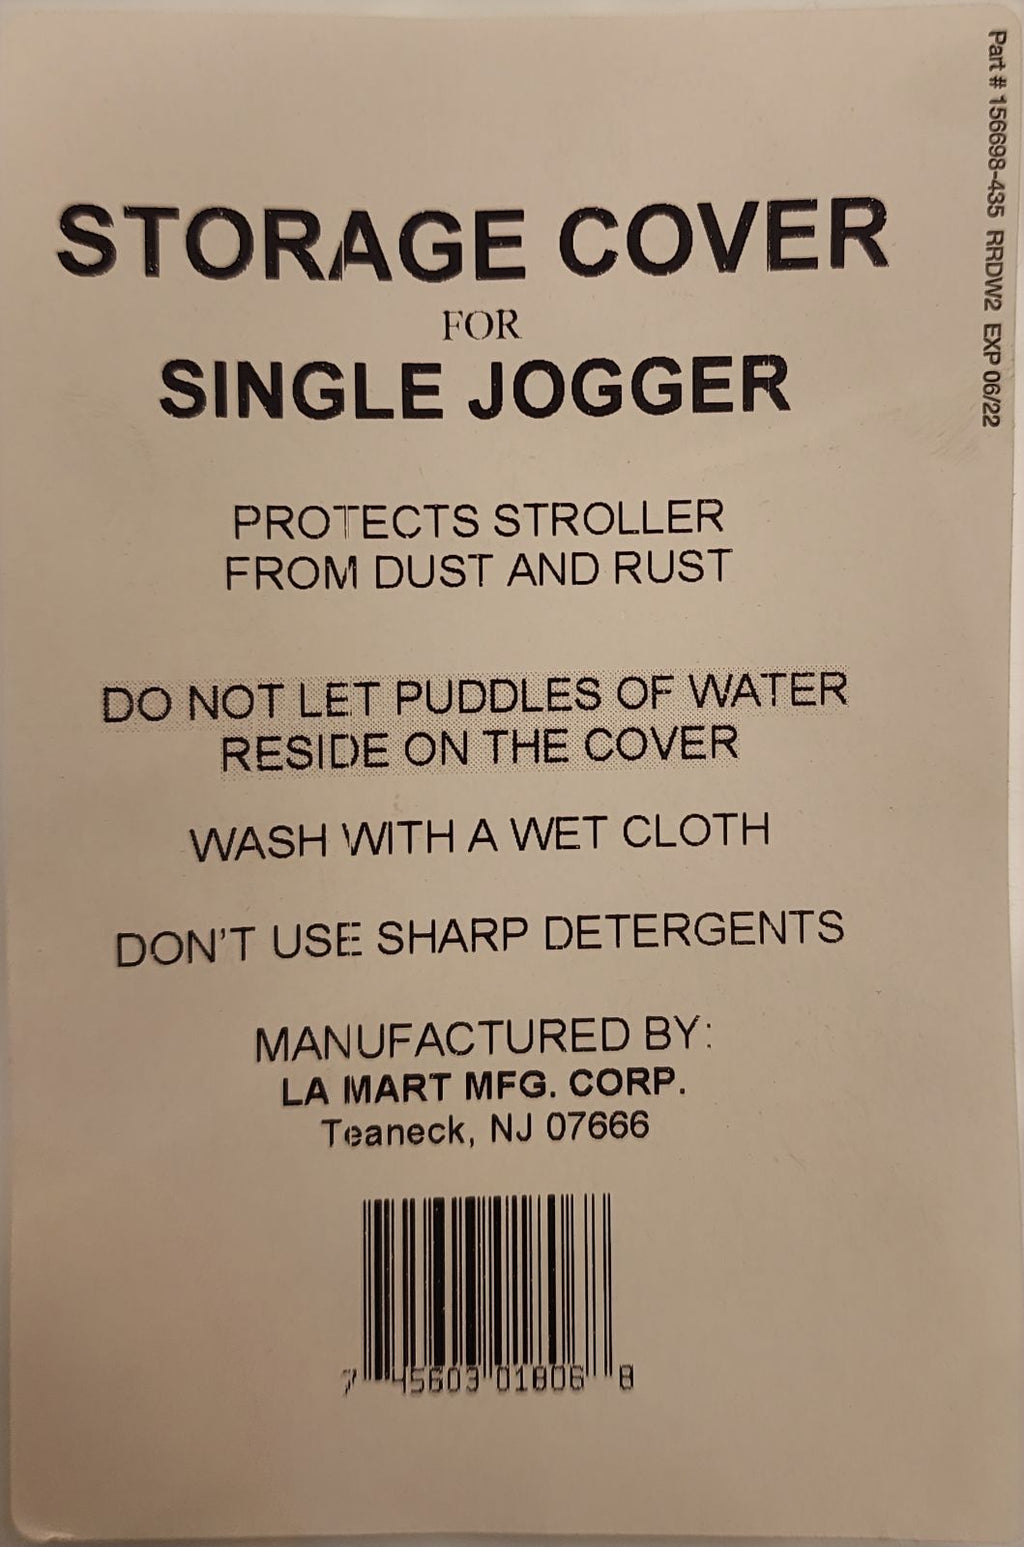 Part # 156698-435 RRDW2 EXP 06/22
STORAGE COVER
FOR
SINGLE JOGGER
PROTECTS STROLLER
FROM DUST AND RUST
DO NOT LET PUDDLES OF WATER
RESIDE ON THE COVER
WASH WITH A WET CLOTH
DON'T USE SHARP DETERGENTS
MANUFACTURED BY:
LA MART MFG. CORP.
Teaneck, NJ 07666
7 45603 01806 8